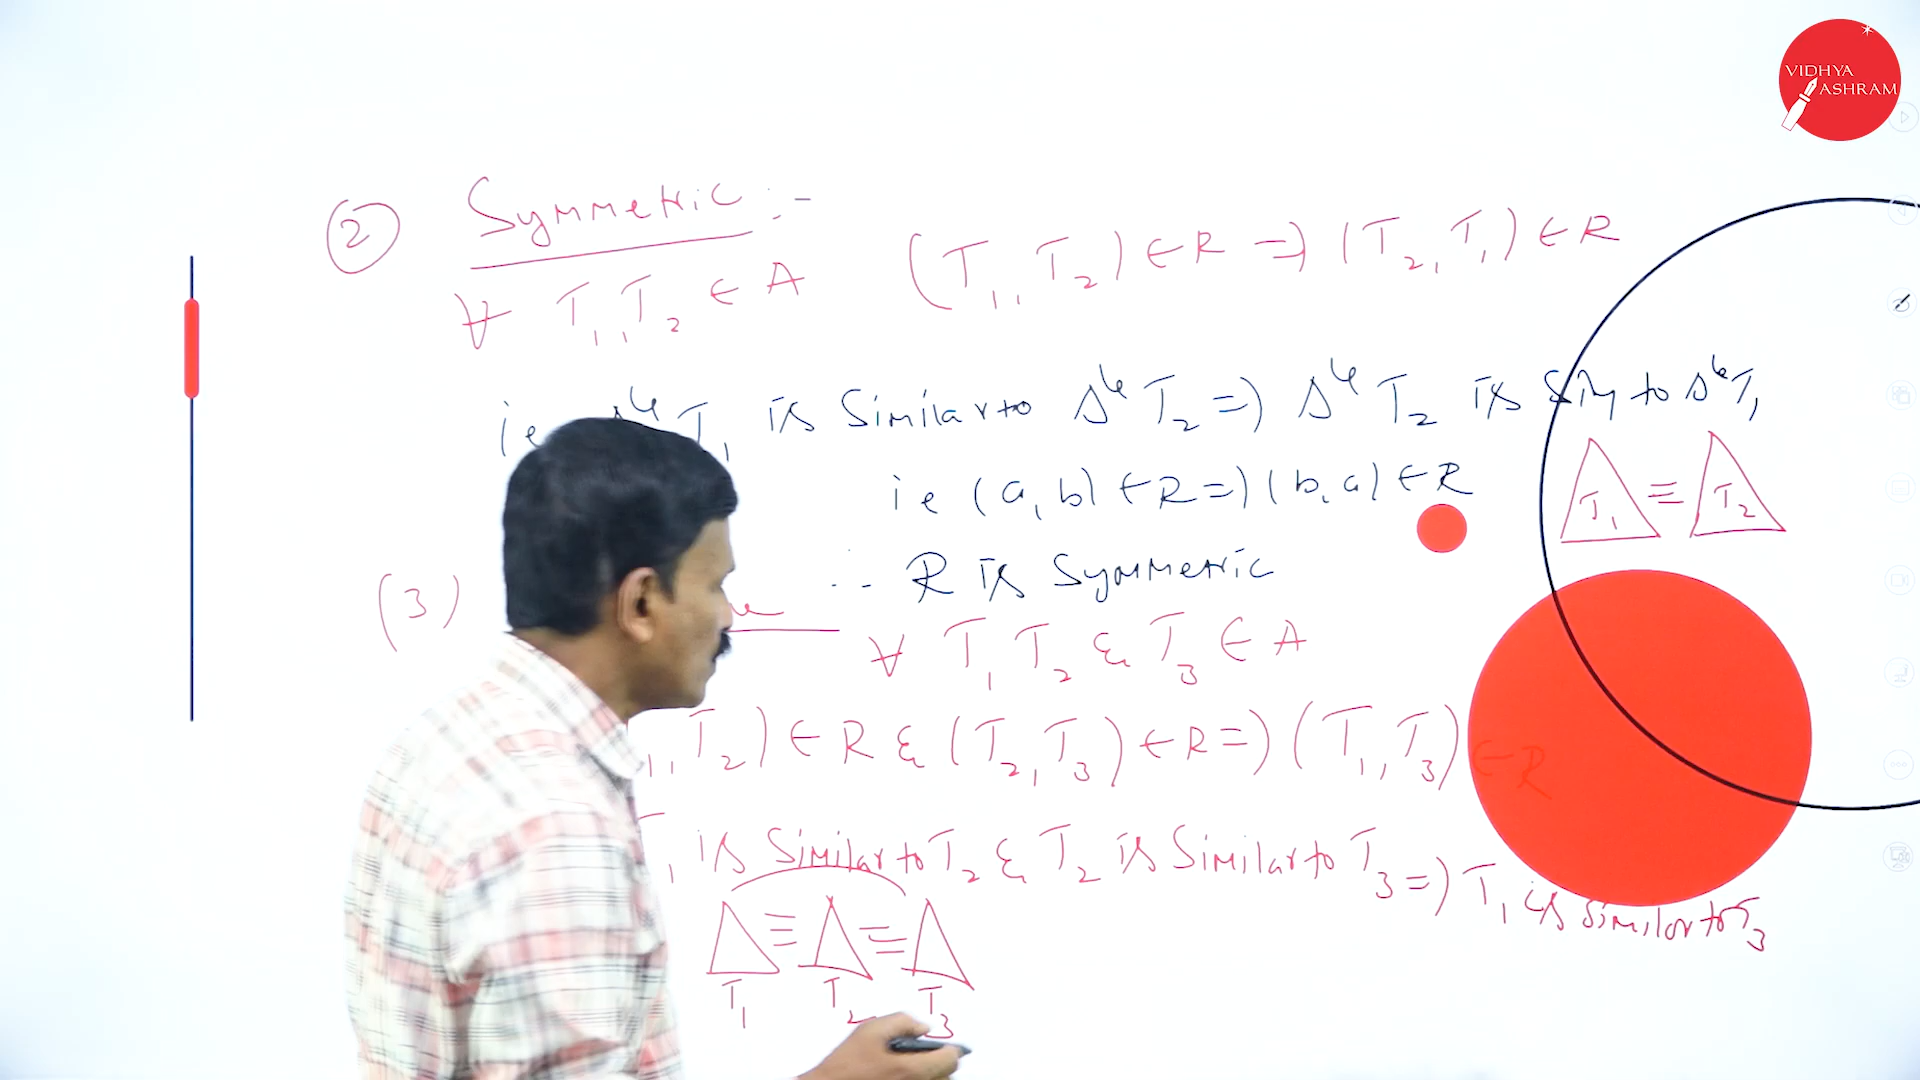 VIDHYA
ASHRAM
(2) Symmetric :-
∀ T₁, T₂ ∈ A (T₁, T₂) ∈ R ⇒ (T₂, T₁) ∈ R
ie T₁ is Similar to Δle T₂ ⇒ Δle T₂ is to Δle T₁
ie (a, b) ∈ R ⇒ (b, a) ∈ R
T₁ ≡ T₂
∴ R is Symmetric
(3)
∀ T₁ T₂ & T₃ ∈ A
₁, T₂) ∈ R & (T₂, T₃) ∈ R ⇒ (T₁, T₃) ∈ R
T₁ is Similar to T₂ & T₂ is Similar to T₃ ⇒ T₁ is Similar to T₃
Δ ≡ Δ ≡ Δ
T₁ T₂ T₃